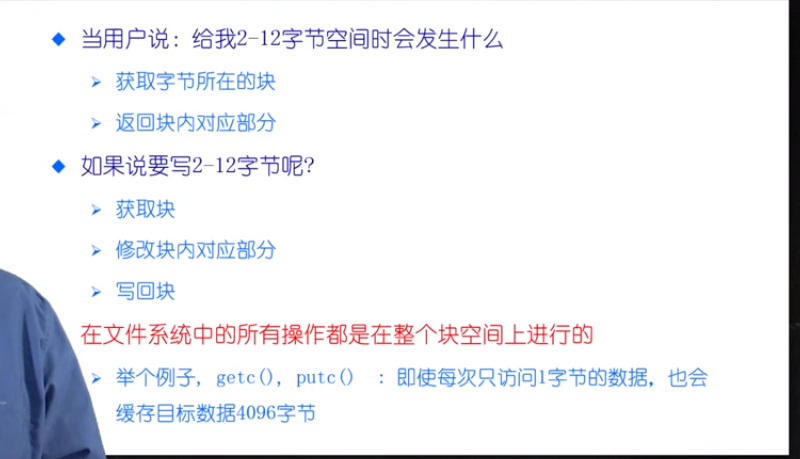 当用户说：给我2-12字节空间时会发生什么
获取字节所在的块
返回块内对应部分
如果说要写2-12字节呢?
获取块
修改块内对应部分
写回块
在文件系统中的所有操作都是在整个块空间上进行的
举个例子, getc(), putc() : 即使每次只访问1字节的数据，也会
缓存目标数据4096字节